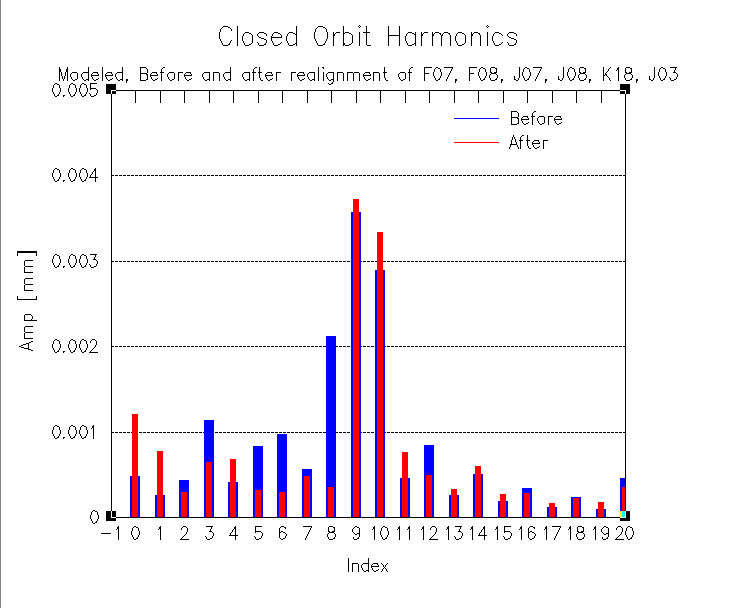 Closed Orbit Harmonics
Modeled, Before and after realignment of F07, F08, J07, J08, K18, J03
0.005
Before
After
0.004
0.003
Amp [mm]
0.002
0.001
0
-1 0 1 2 3 4 5 6 7 8 9 10 11 12 13 14 15 16 17 18 19 20
Index